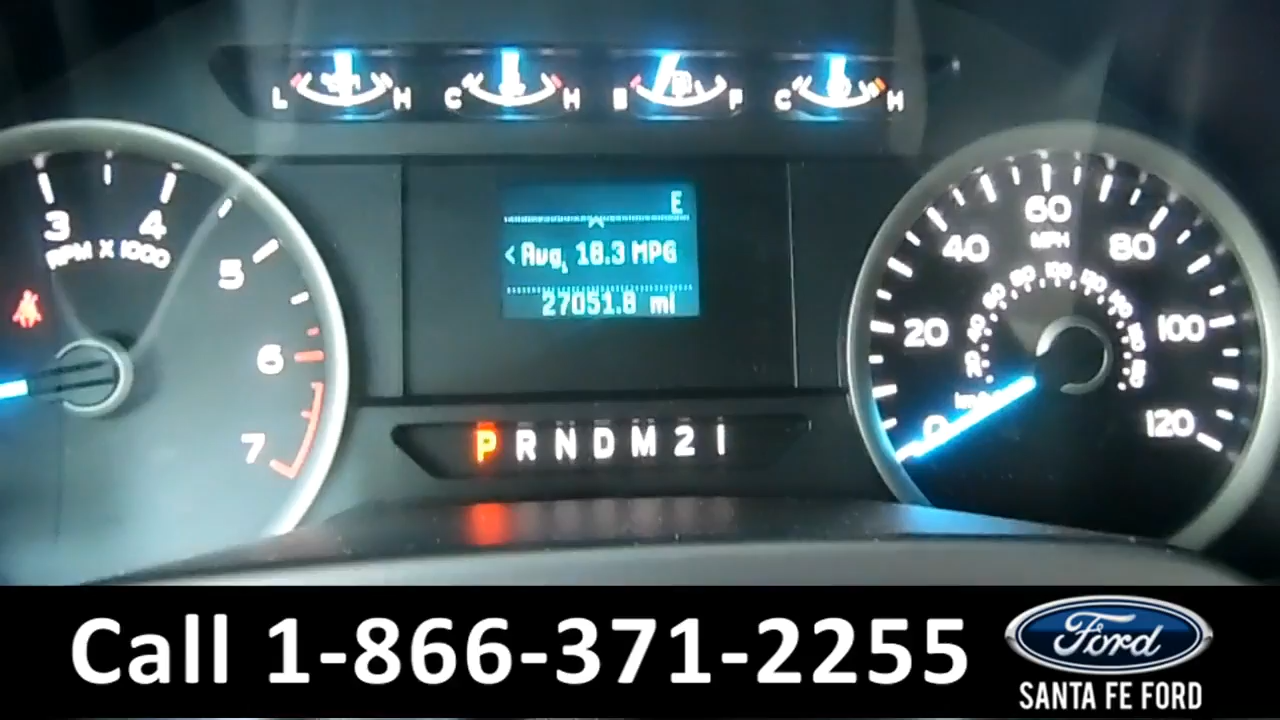 L H C H E F C H
E
3 4
RPM X 1000
5
6
7
< Avg. 18.3 MPG
27051.8 mi
P R N D M 2 1
0 20 40 60 80 100 120
MPH
Call 1-866-371-2255
Ford
SANTA FE FORD